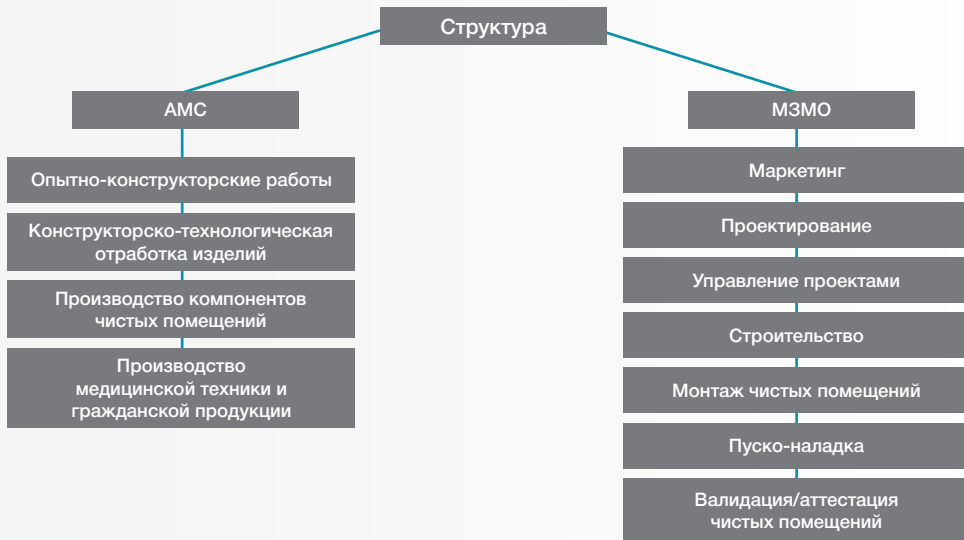 Структура
АМС
Опытно-конструкторские работы
Конструкторско-технологическая
отработка изделий
Производство компонентов
чистых помещений
Производство
медицинской техники и
гражданской продукции
МЗМО
Маркетинг
Проектирование
Управление проектами
Строительство
Монтаж чистых помещений
Пуско-наладка
Валидация/аттестация
чистых помещений